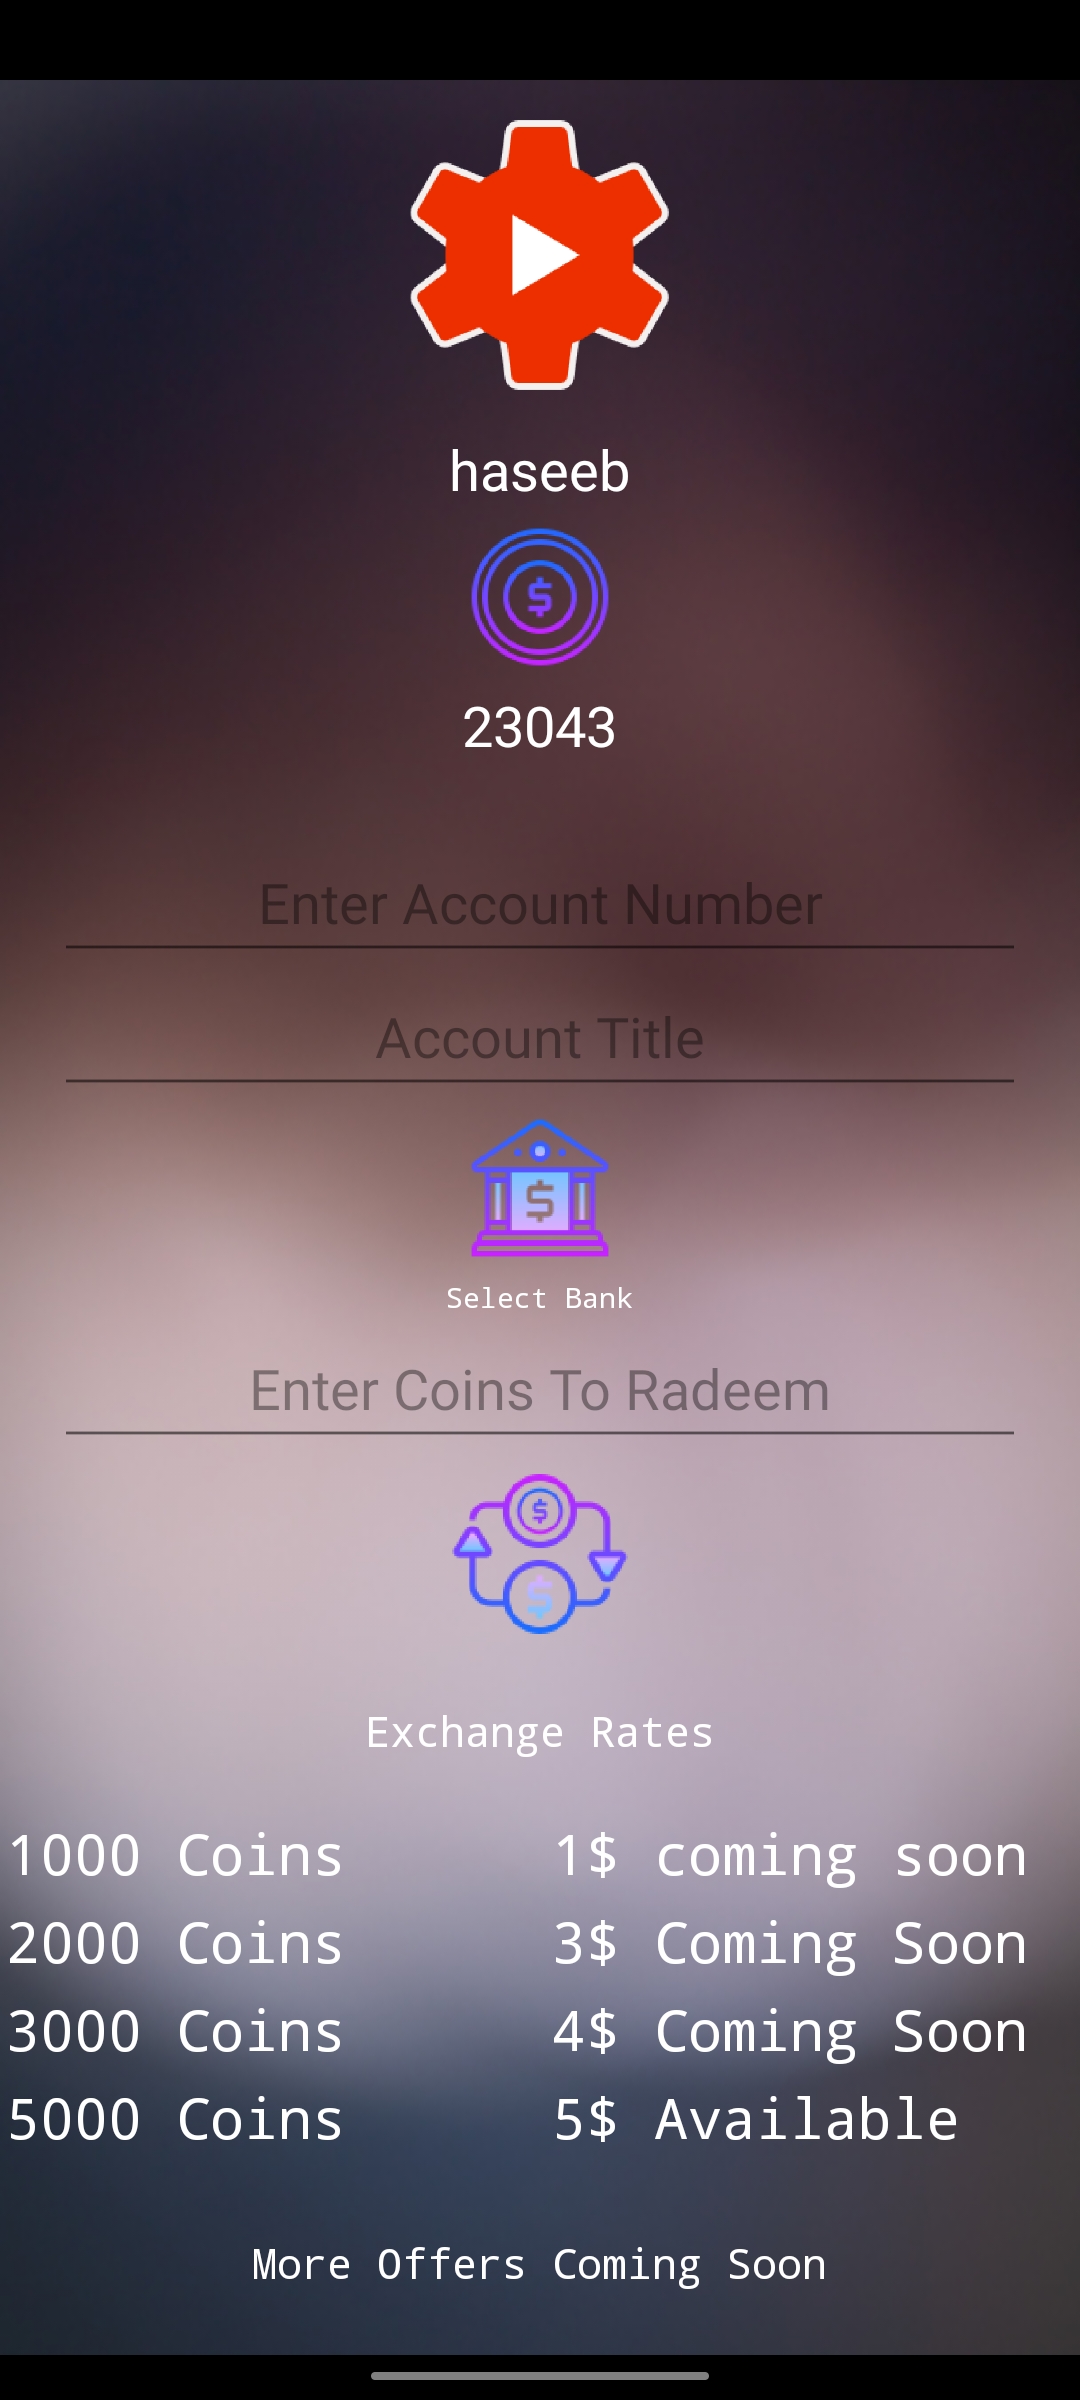 haseeb
23043
Enter Account Number
Account Title
Select Bank
Enter Coins To Radeem
Exchange Rates
1000 Coins 1$ coming soon
2000 Coins 3$ Coming Soon
3000 Coins 4$ Coming Soon
5000 Coins 5$ Available
More Offers Coming Soon